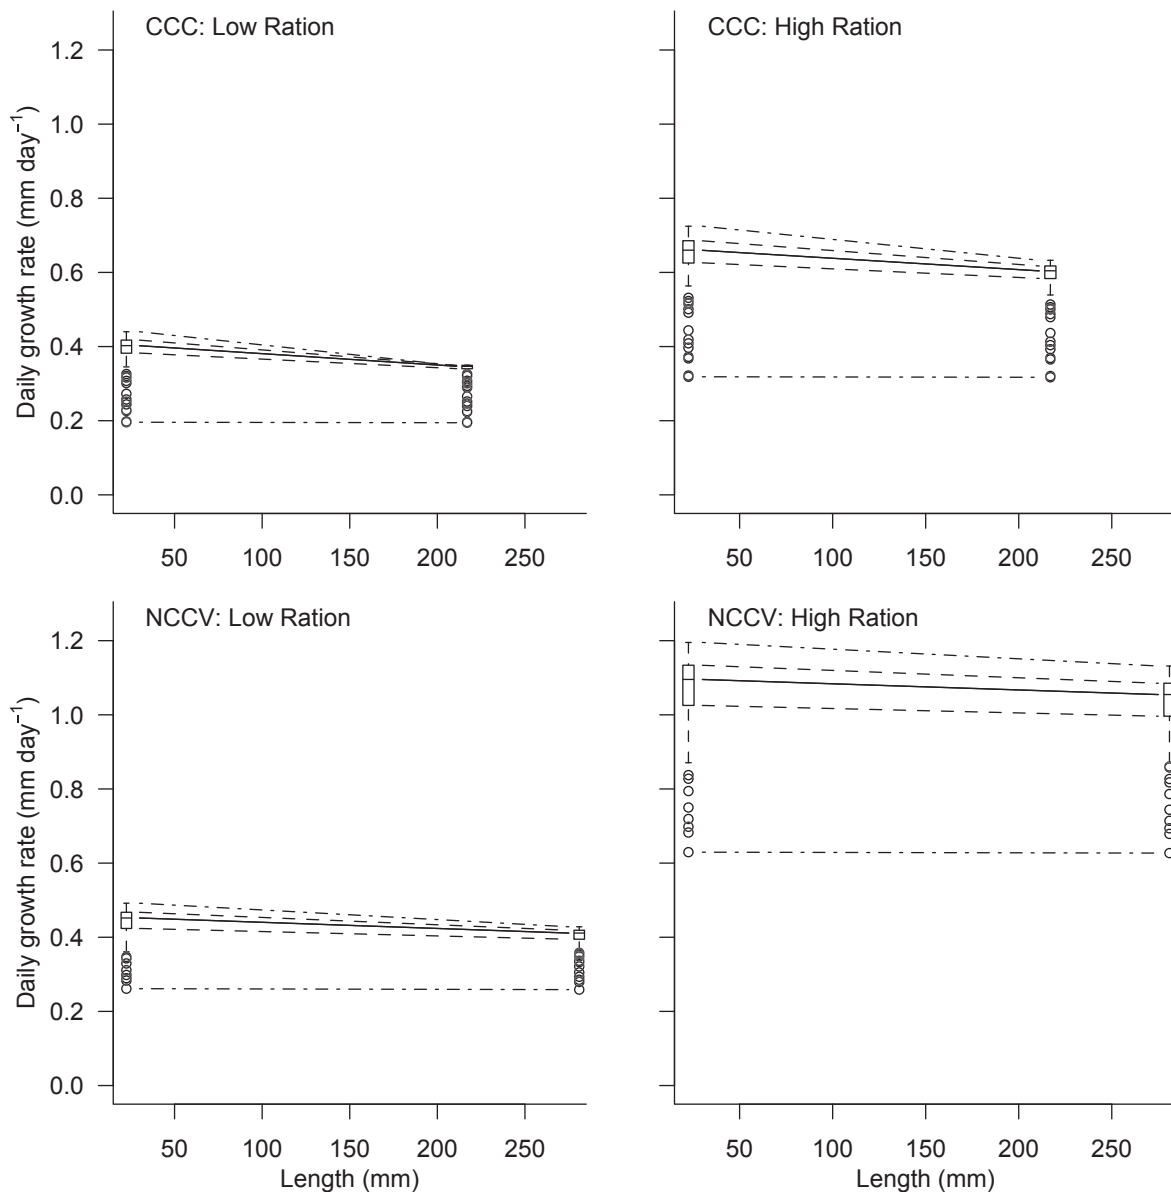 CCC: Low Ration
CCC: High Ration
Daily growth rate (mm day⁻¹)
1.2
1.0
0.8
0.6
0.4
0.2
0.0
50 100 150 200 250
50 100 150 200 250
NCCV: Low Ration
NCCV: High Ration
Daily growth rate (mm day⁻¹)
1.2
1.0
0.8
0.6
0.4
0.2
0.0
50 100 150 200 250
50 100 150 200 250
Length (mm)
Length (mm)